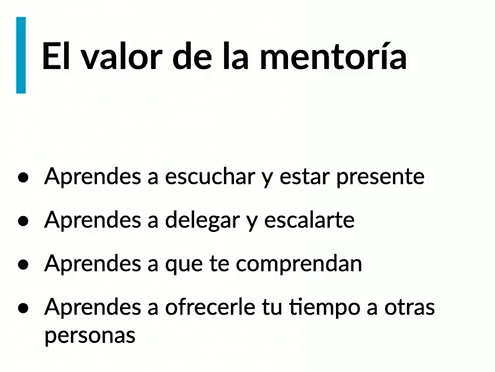 El valor de la mentoría
● Aprendes a escuchar y estar presente
● Aprendes a delegar y escalarte
● Aprendes a que te comprendan
● Aprendes a ofrecerle tu tiempo a otras
personas